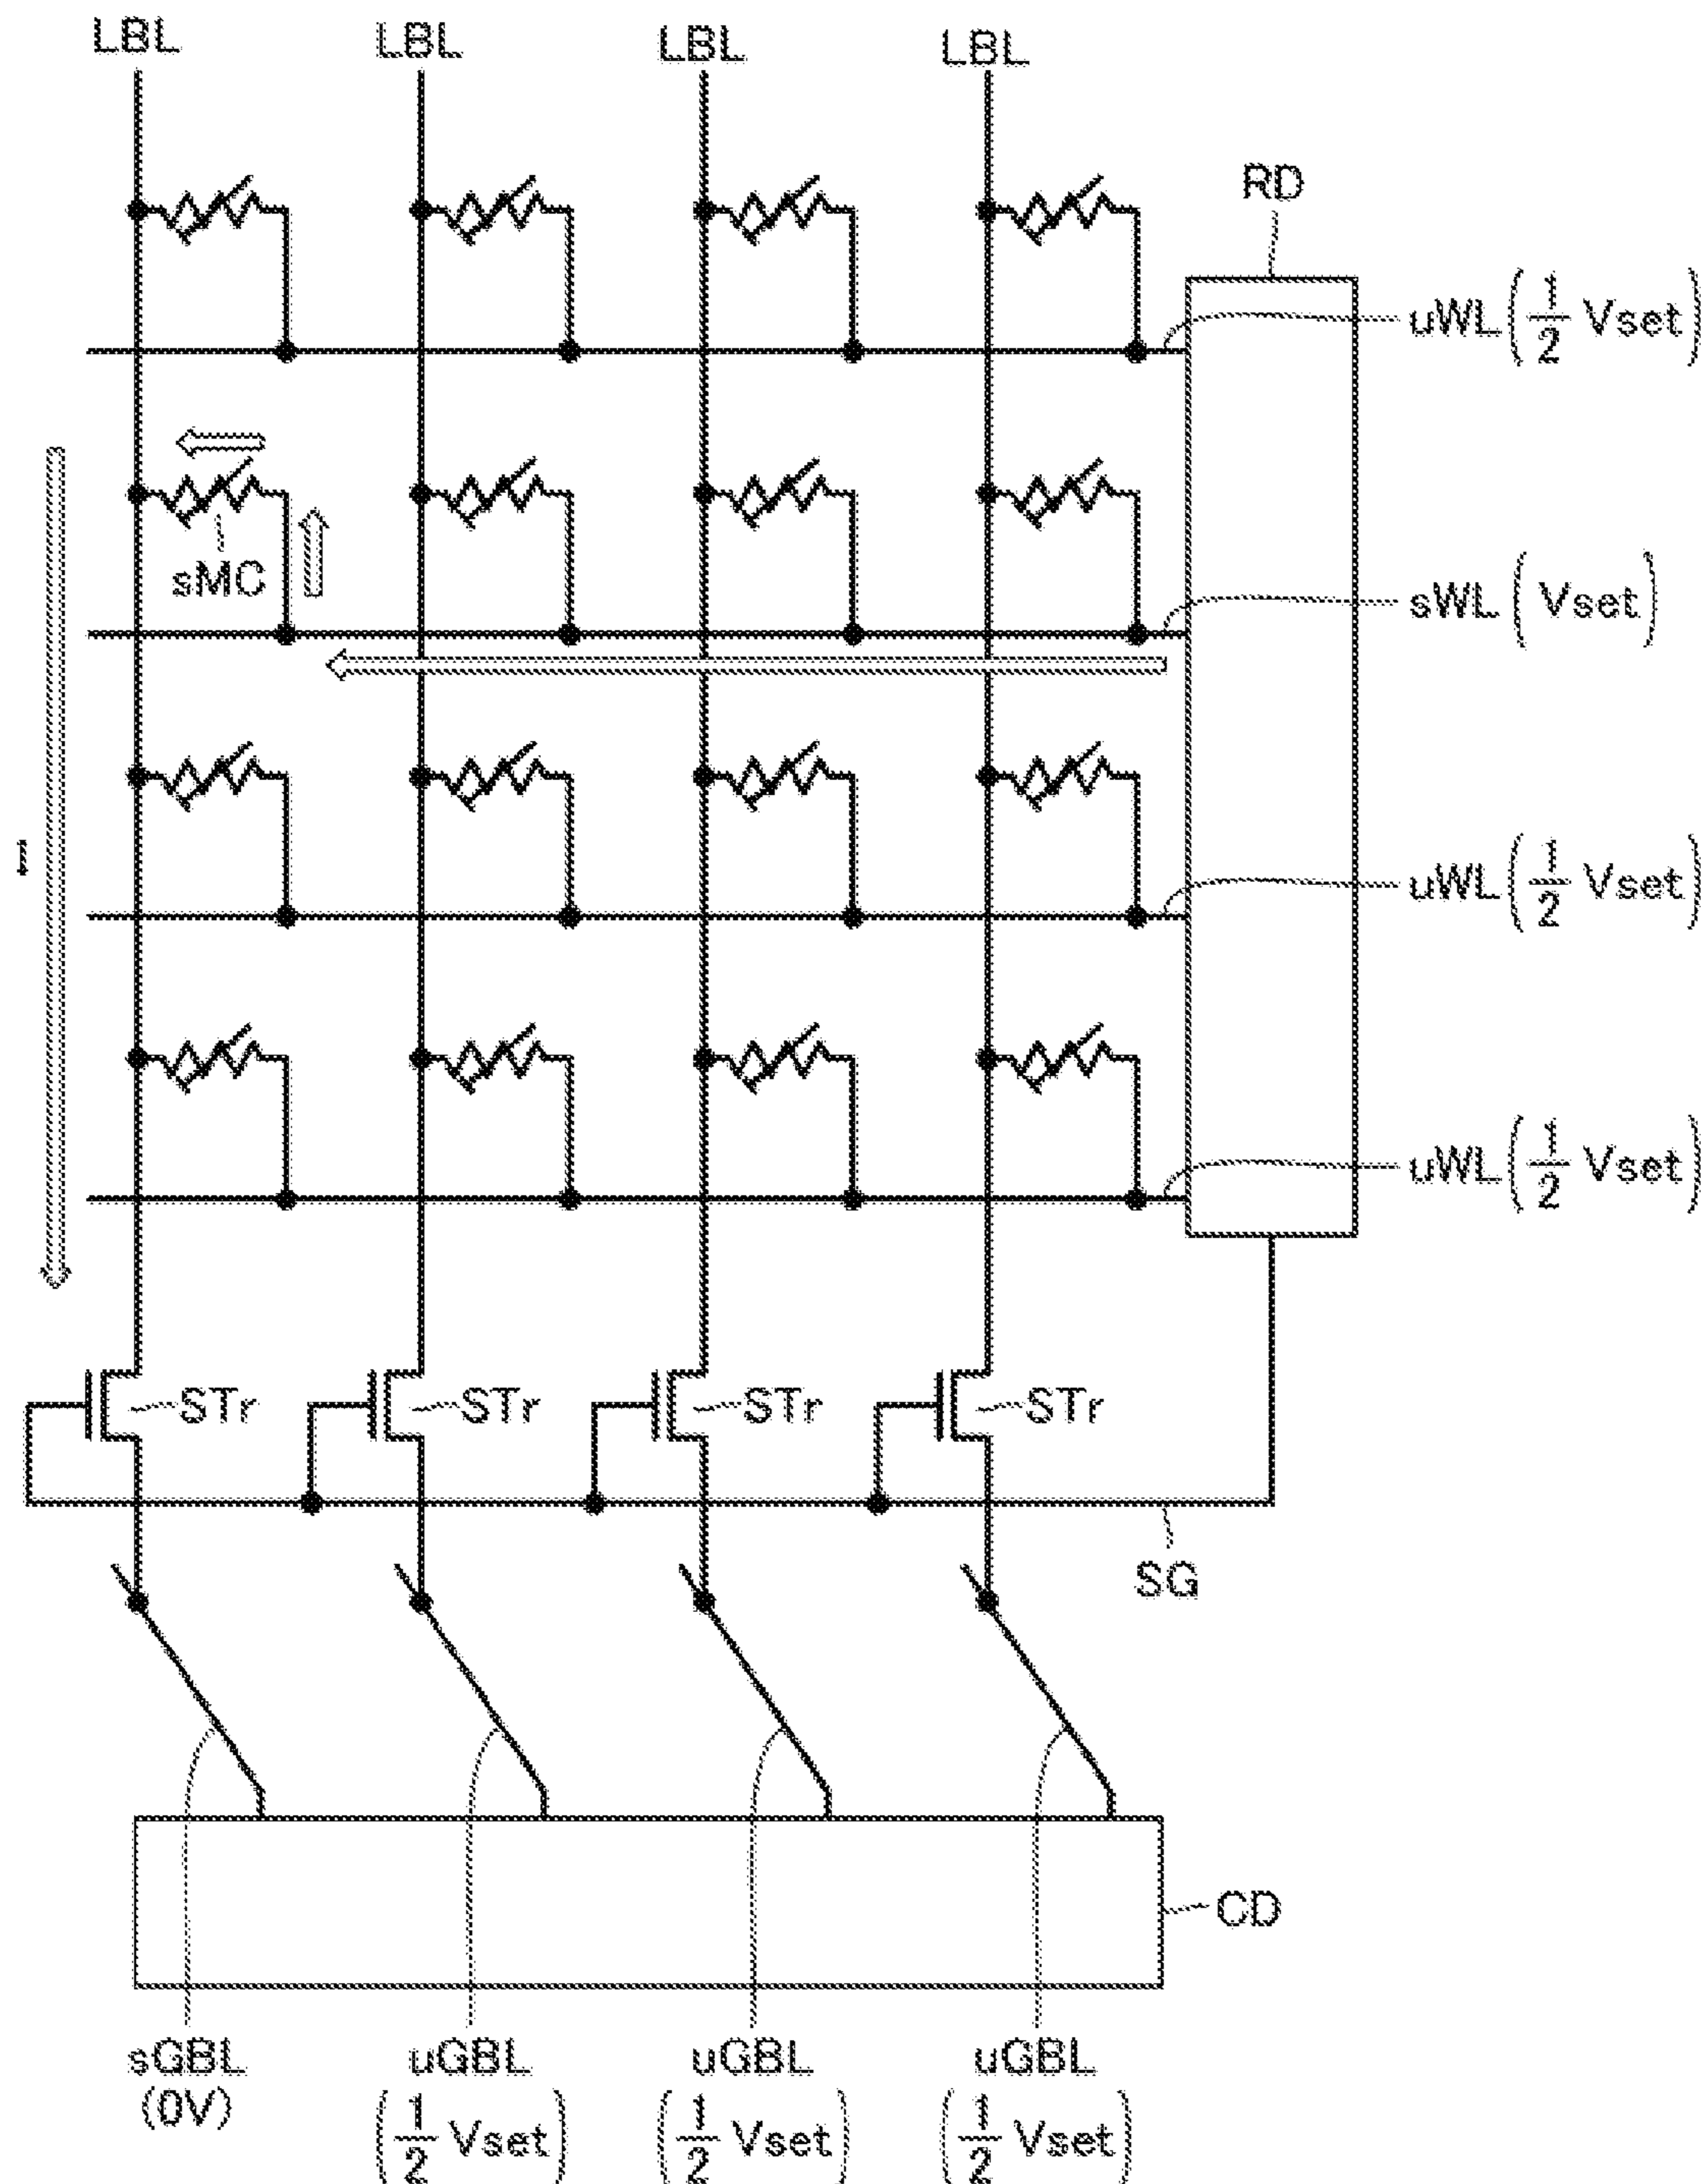 LBL LBL LBL LBL
RD
uWL(1/2 Vset)
sMC
sWL(Vset)
I
uWL(1/2 Vset)
uWL(1/2 Vset)
STr STr STr STr
SG
CD
sGBL uGBL uGBL uGBL
(0V) (1/2 Vset) (1/2 Vset) (1/2 Vset)